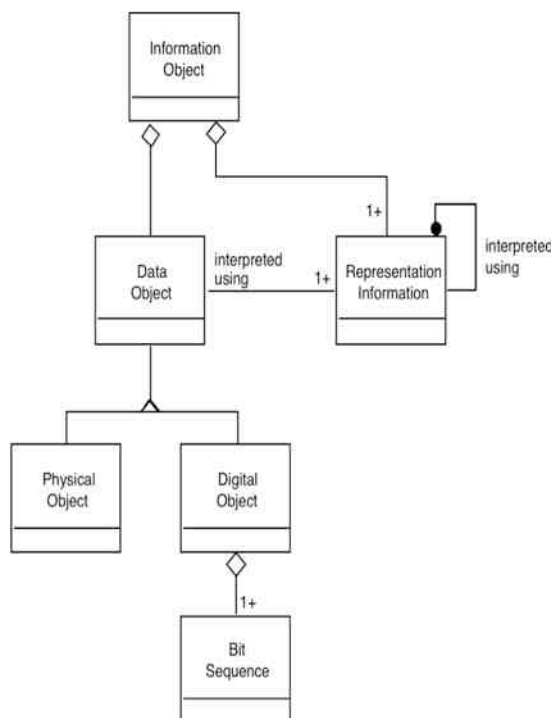 Information
Object
1+
Data
Object
interpreted
using
1+
Representation
Information
interpreted
using
Physical
Object
Digital
Object
1+
Bit
Sequence